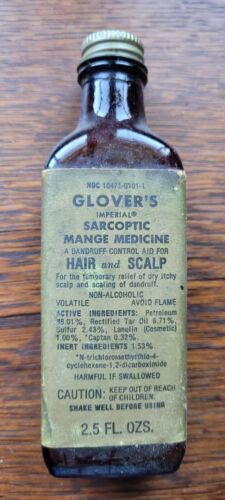 NDC 10471-0101-1
GLOVER'S
IMPERIAL®
SARCOPTIC
MANGE MEDICINE
A DANDRUFF CONTROL AID FOR
HAIR and SCALP
For the temporary relief of dry itchy
scalp and scaling of dandruff.
NON-ALCOHOLIC
VOLATILE AVOID FLAME
ACTIVE INGREDIENTS: Petroleum
88.01%, Rectified Tar Oil 6.71%,
Sulfur 2.43%, Lanolin (Cosmetic)
1.00%, *Captan 0.32%.
INERT INGREDIENTS 1.53%.
*N-trichloromethylthio-4-
cyclohexene-1,2-dicarboximide
HARMFUL IF SWALLOWED
CAUTION: KEEP OUT OF REACH
OF CHILDREN.
SHAKE WELL BEFORE USING
2.5 FL. OZS.